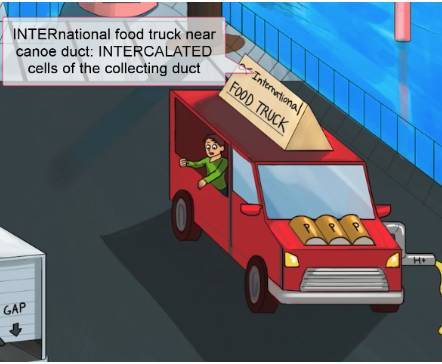 INTERnational food truck near
canoe duct: INTERCALATED
cells of the collecting duct
International
FOOD TRUCK
P P P
H+
GAP